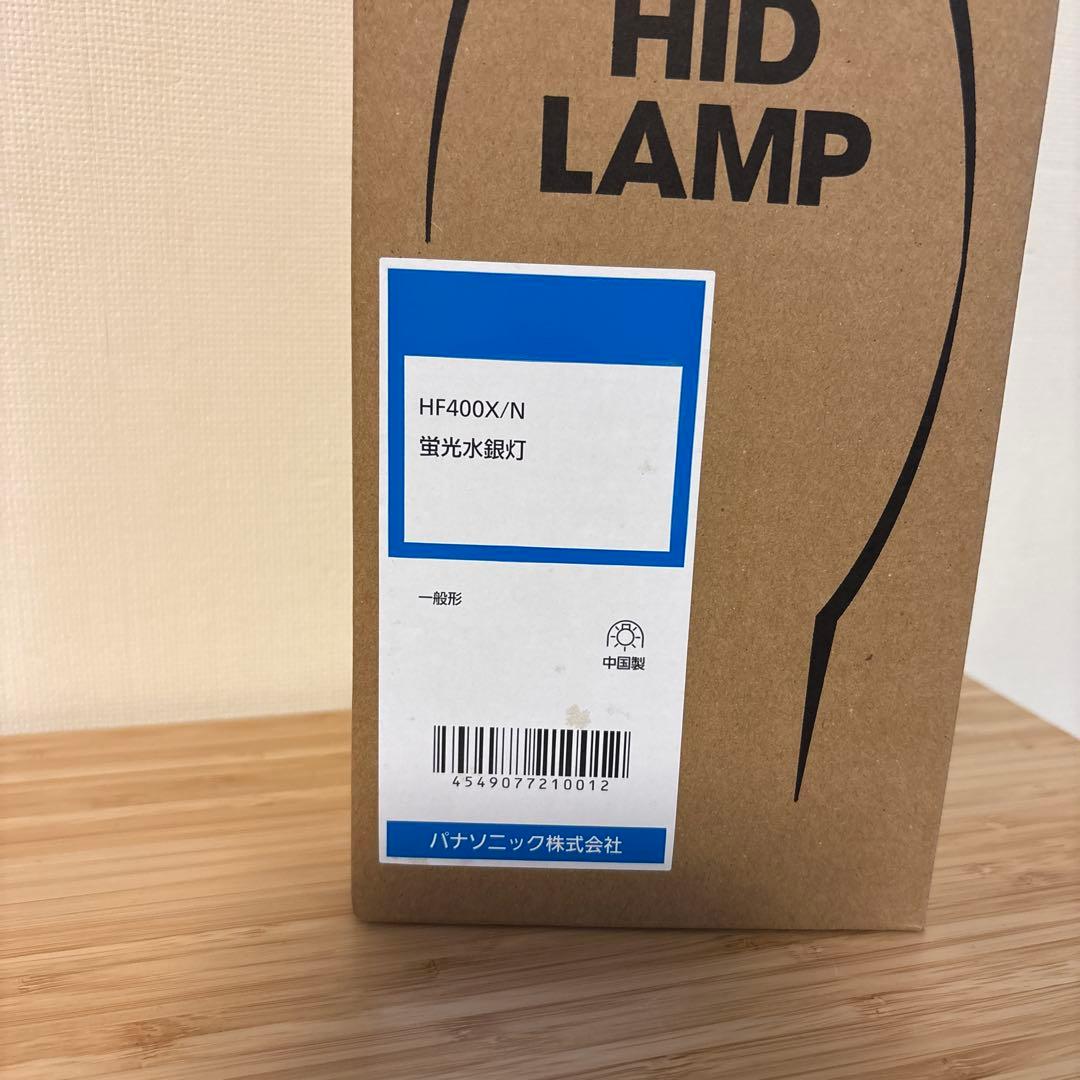 HID
LAMP
HF400X/N
蛍光水銀灯
一般形
中国製
4549077210012
パナソニック株式会社